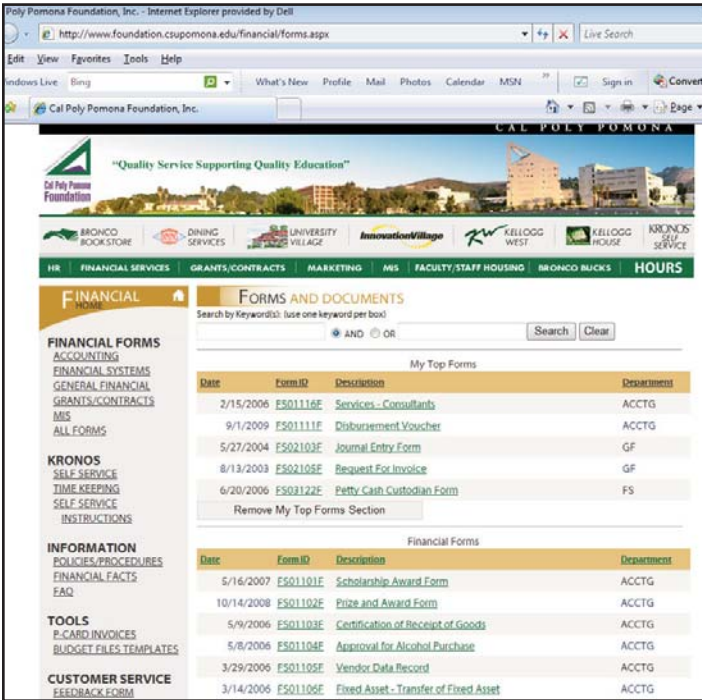 Poly Pomona Foundation, Inc. - Internet Explorer provided by Dell
http://www.foundation.csupomona.edu/financial/forms.aspx Live Search
Edit View Favorites Tools Help
indows Live Bing What's New Profile Mail Photos Calendar MSN » Sign in Convert
Cal Poly Pomona Foundation, Inc. Page
CAL POLY POMONA
"Quality Service Supporting Quality Education"
Cal Poly Pomona
Foundation
BRONCO BOOKSTORE DINING SERVICES UNIVERSITY VILLAGE InnovationVillage KW KELLOGG WEST KELLOGG HOUSE KRONOS SELF SERVICE
HR FINANCIAL SERVICES GRANTS/CONTRACTS MARKETING MIS FACULTY/STAFF HOUSING BRONCO BUCKS HOURS
FINANCIAL
HOME
FINANCIAL FORMS
ACCOUNTING
FINANCIAL SYSTEMS
GENERAL FINANCIAL
GRANTS/CONTRACTS
MIS
ALL FORMS
KRONOS
SELF SERVICE
TIME KEEPING
SELF SERVICE
INSTRUCTIONS
INFORMATION
POLICIES/PROCEDURES
FINANCIAL FACTS
FAQ
TOOLS
P-CARD INVOICES
BUDGET FILES TEMPLATES
CUSTOMER SERVICE
FEEDBACK FORM
FORMS AND DOCUMENTS
Search by Keyword(s): (use one keyword per box)
AND OR Search Clear
My Top Forms
Date Form ID Description Department
2/15/2006 FS01116F Services - Consultants ACCTG
9/1/2009 FS01111F Disbursement Voucher ACCTG
5/27/2004 FS02103F Journal Entry Form GF
8/13/2003 FS02105F Request For Invoice GF
6/20/2006 FS03122F Petty Cash Custodian Form FS
Remove My Top Forms Section
Financial Forms
Date Form ID Description Department
5/16/2007 FS01101F Scholarship Award Form ACCTG
10/14/2008 FS01102F Prize and Award Form ACCTG
5/9/2006 FS01103F Certification of Receipt of Goods ACCTG
5/8/2006 FS01104F Approval for Alcohol Purchase ACCTG
3/29/2006 FS01105F Vendor Data Record ACCTG
3/14/2006 FS01106F Fixed Asset - Transfer of Fixed Asset ACCTG